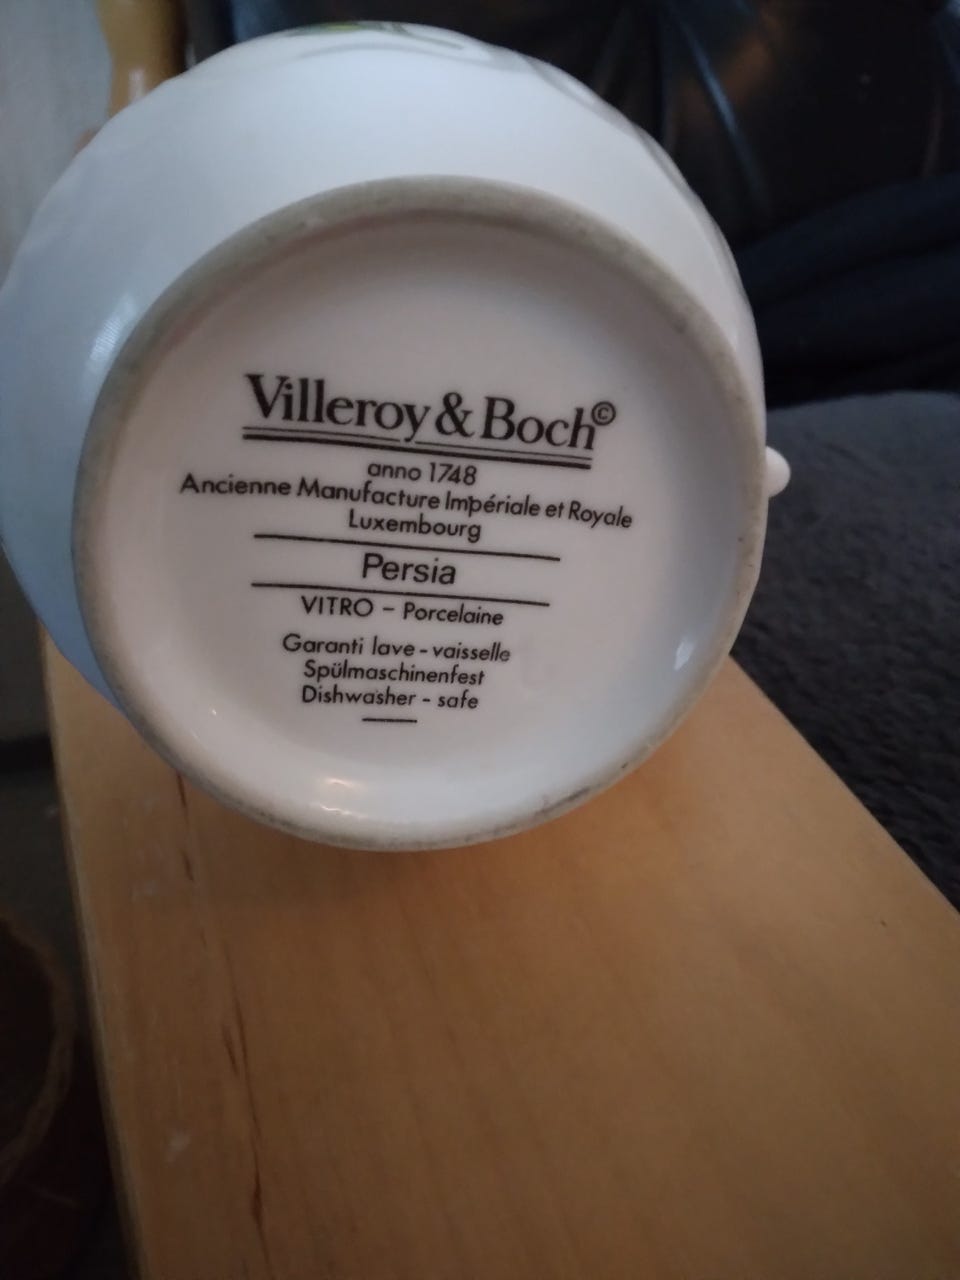 Villeroy & Boch©
anno 1748
Ancienne Manufacture Impériale et Royale
Luxembourg
Persia
VITRO – Porcelaine
Garanti lave - vaisselle
Spülmaschinenfest
Dishwasher - safe